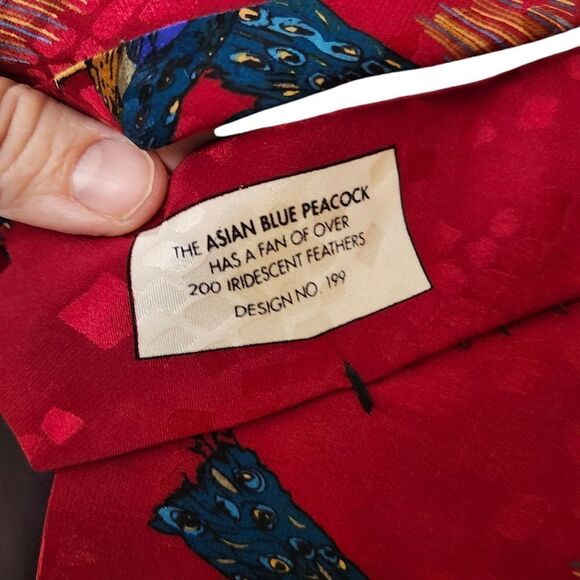 THE ASIAN BLUE PEACOCK
HAS A FAN OF OVER
200 IRIDESCENT FEATHERS
DESIGN NO. 199